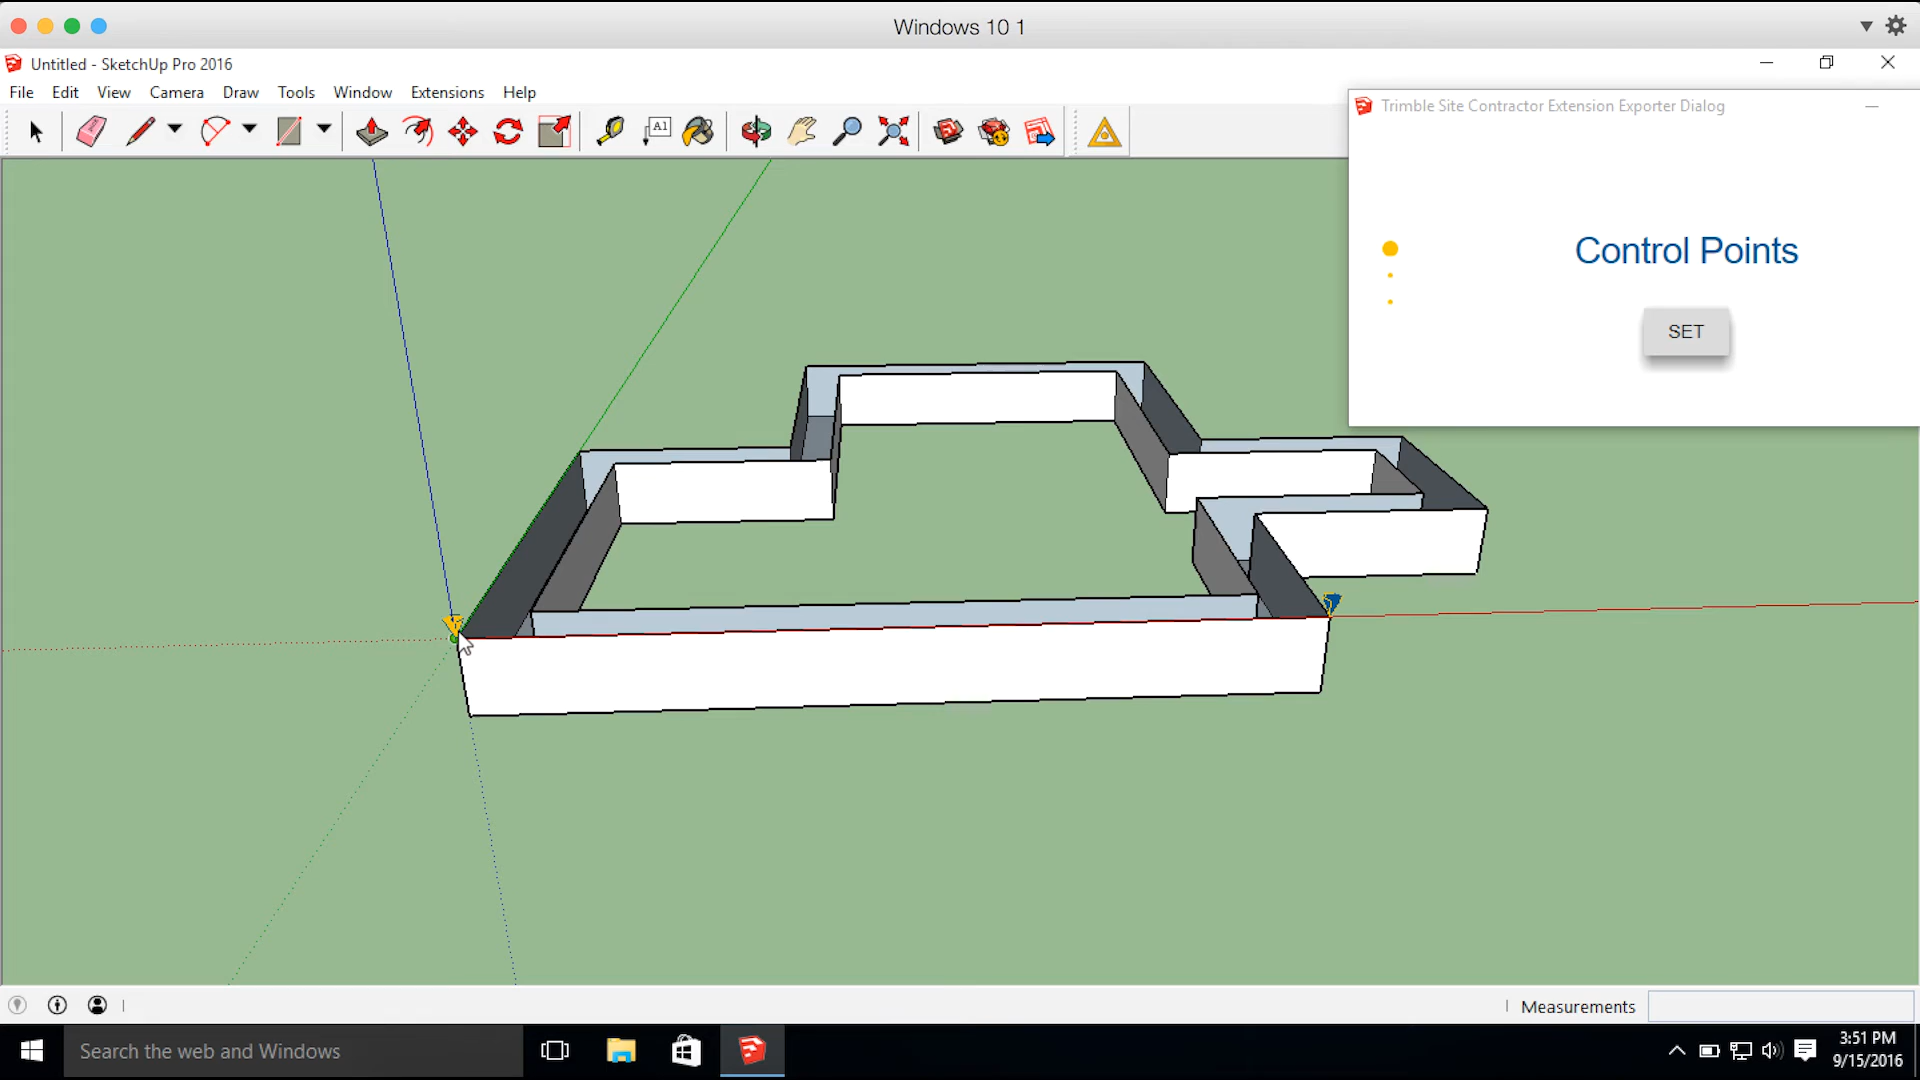 Windows 10 1
Untitled - SketchUp Pro 2016
File Edit View Camera Draw Tools Window Extensions Help
A1
Trimble Site Contractor Extension Exporter Dialog
Control Points
SET
Measurements
Search the web and Windows
3:51 PM
9/15/2016